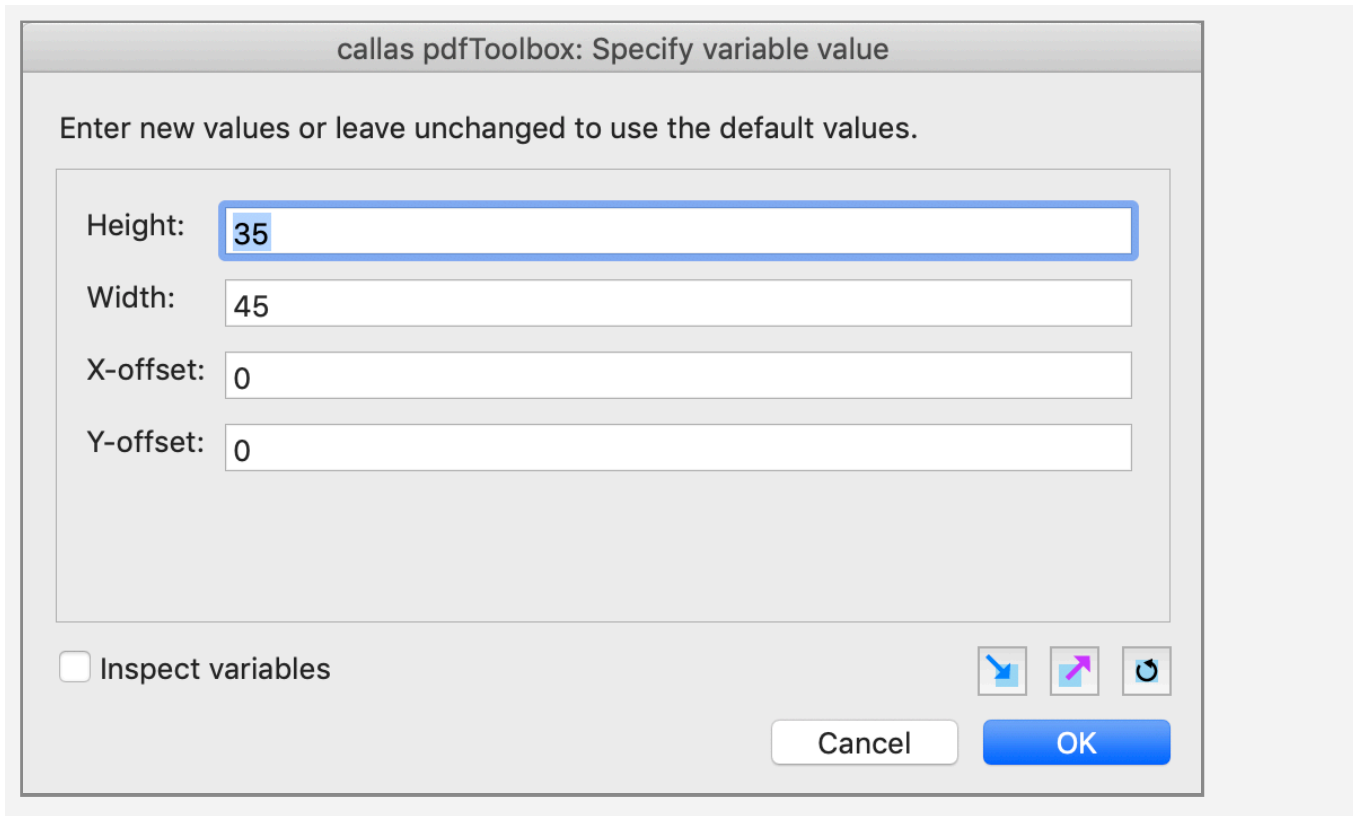 callas pdfToolbox: Specify variable value
Enter new values or leave unchanged to use the default values.
Height: 35
Width: 45
X-offset: 0
Y-offset: 0
Inspect variables
Cancel OK